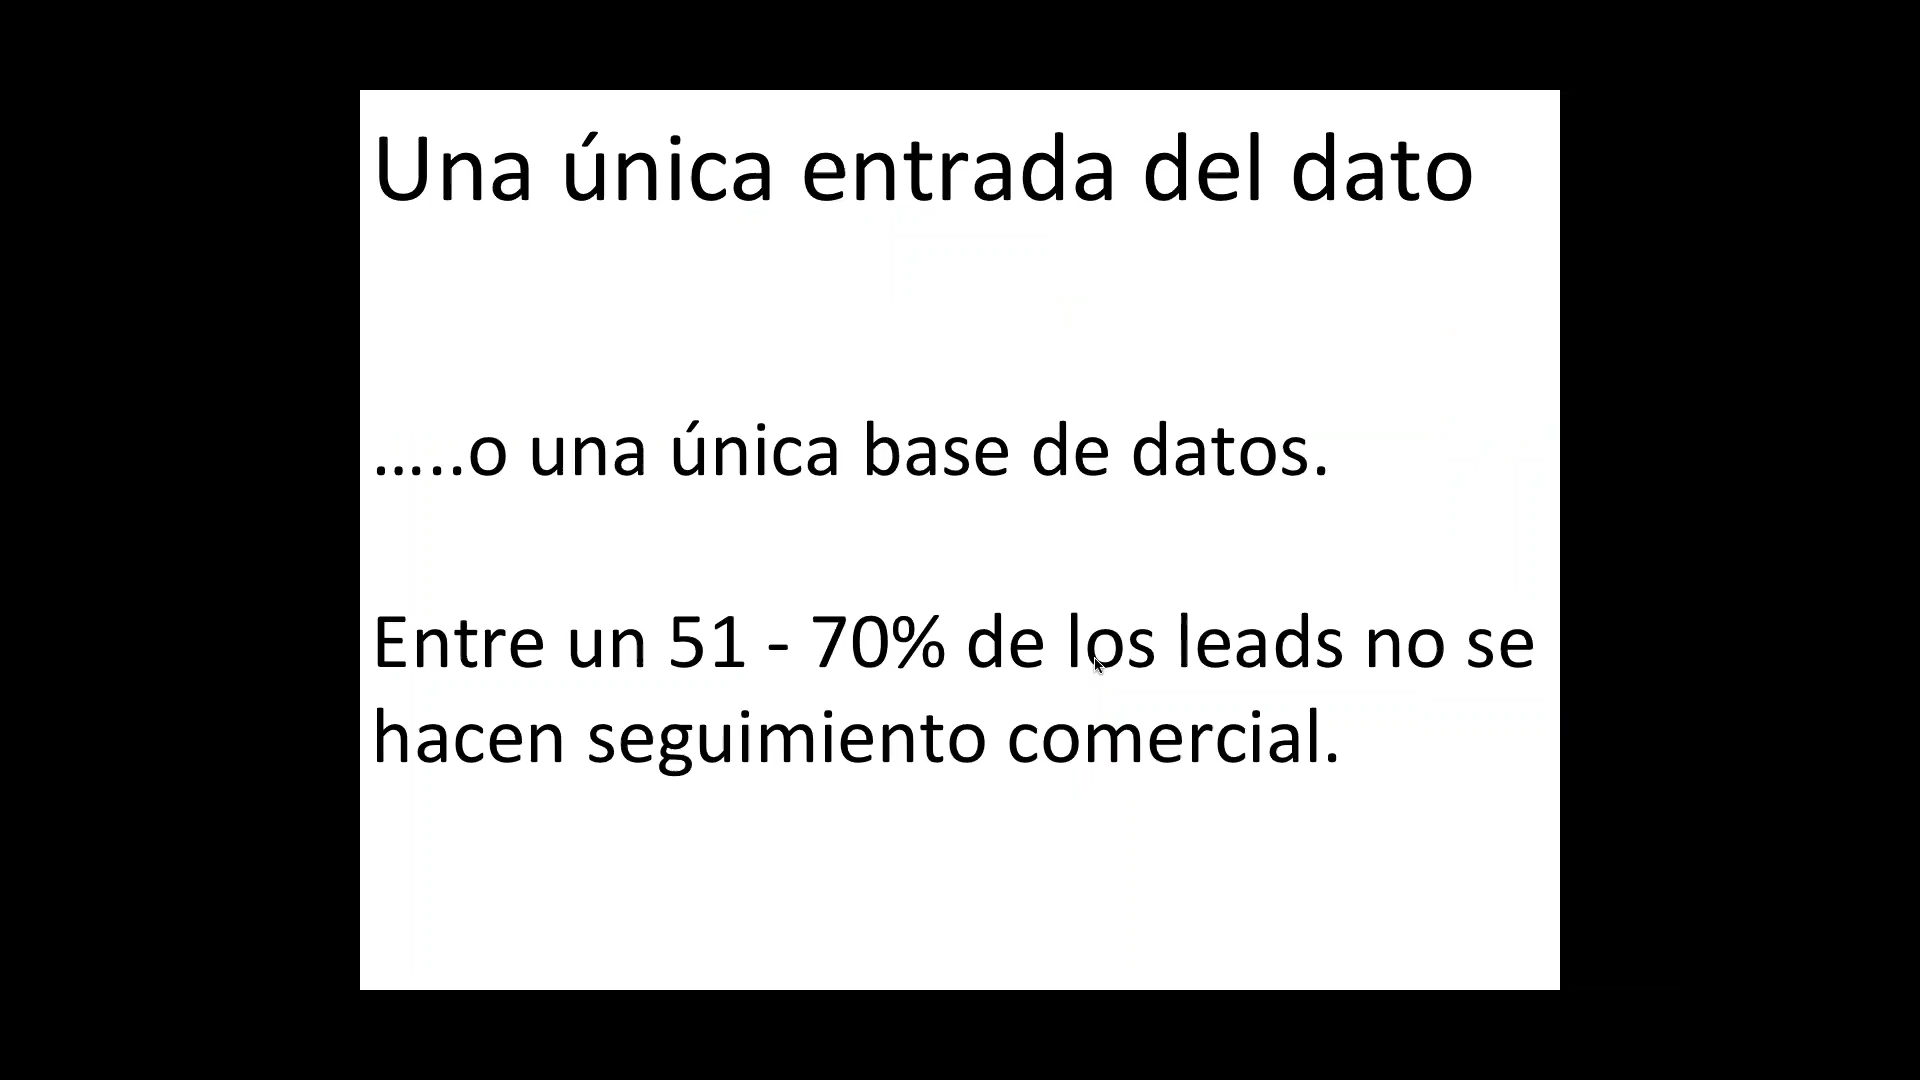 Una única entrada del dato
.....o una única base de datos.
Entre un 51 - 70% de los leads no se
hacen seguimiento comercial.